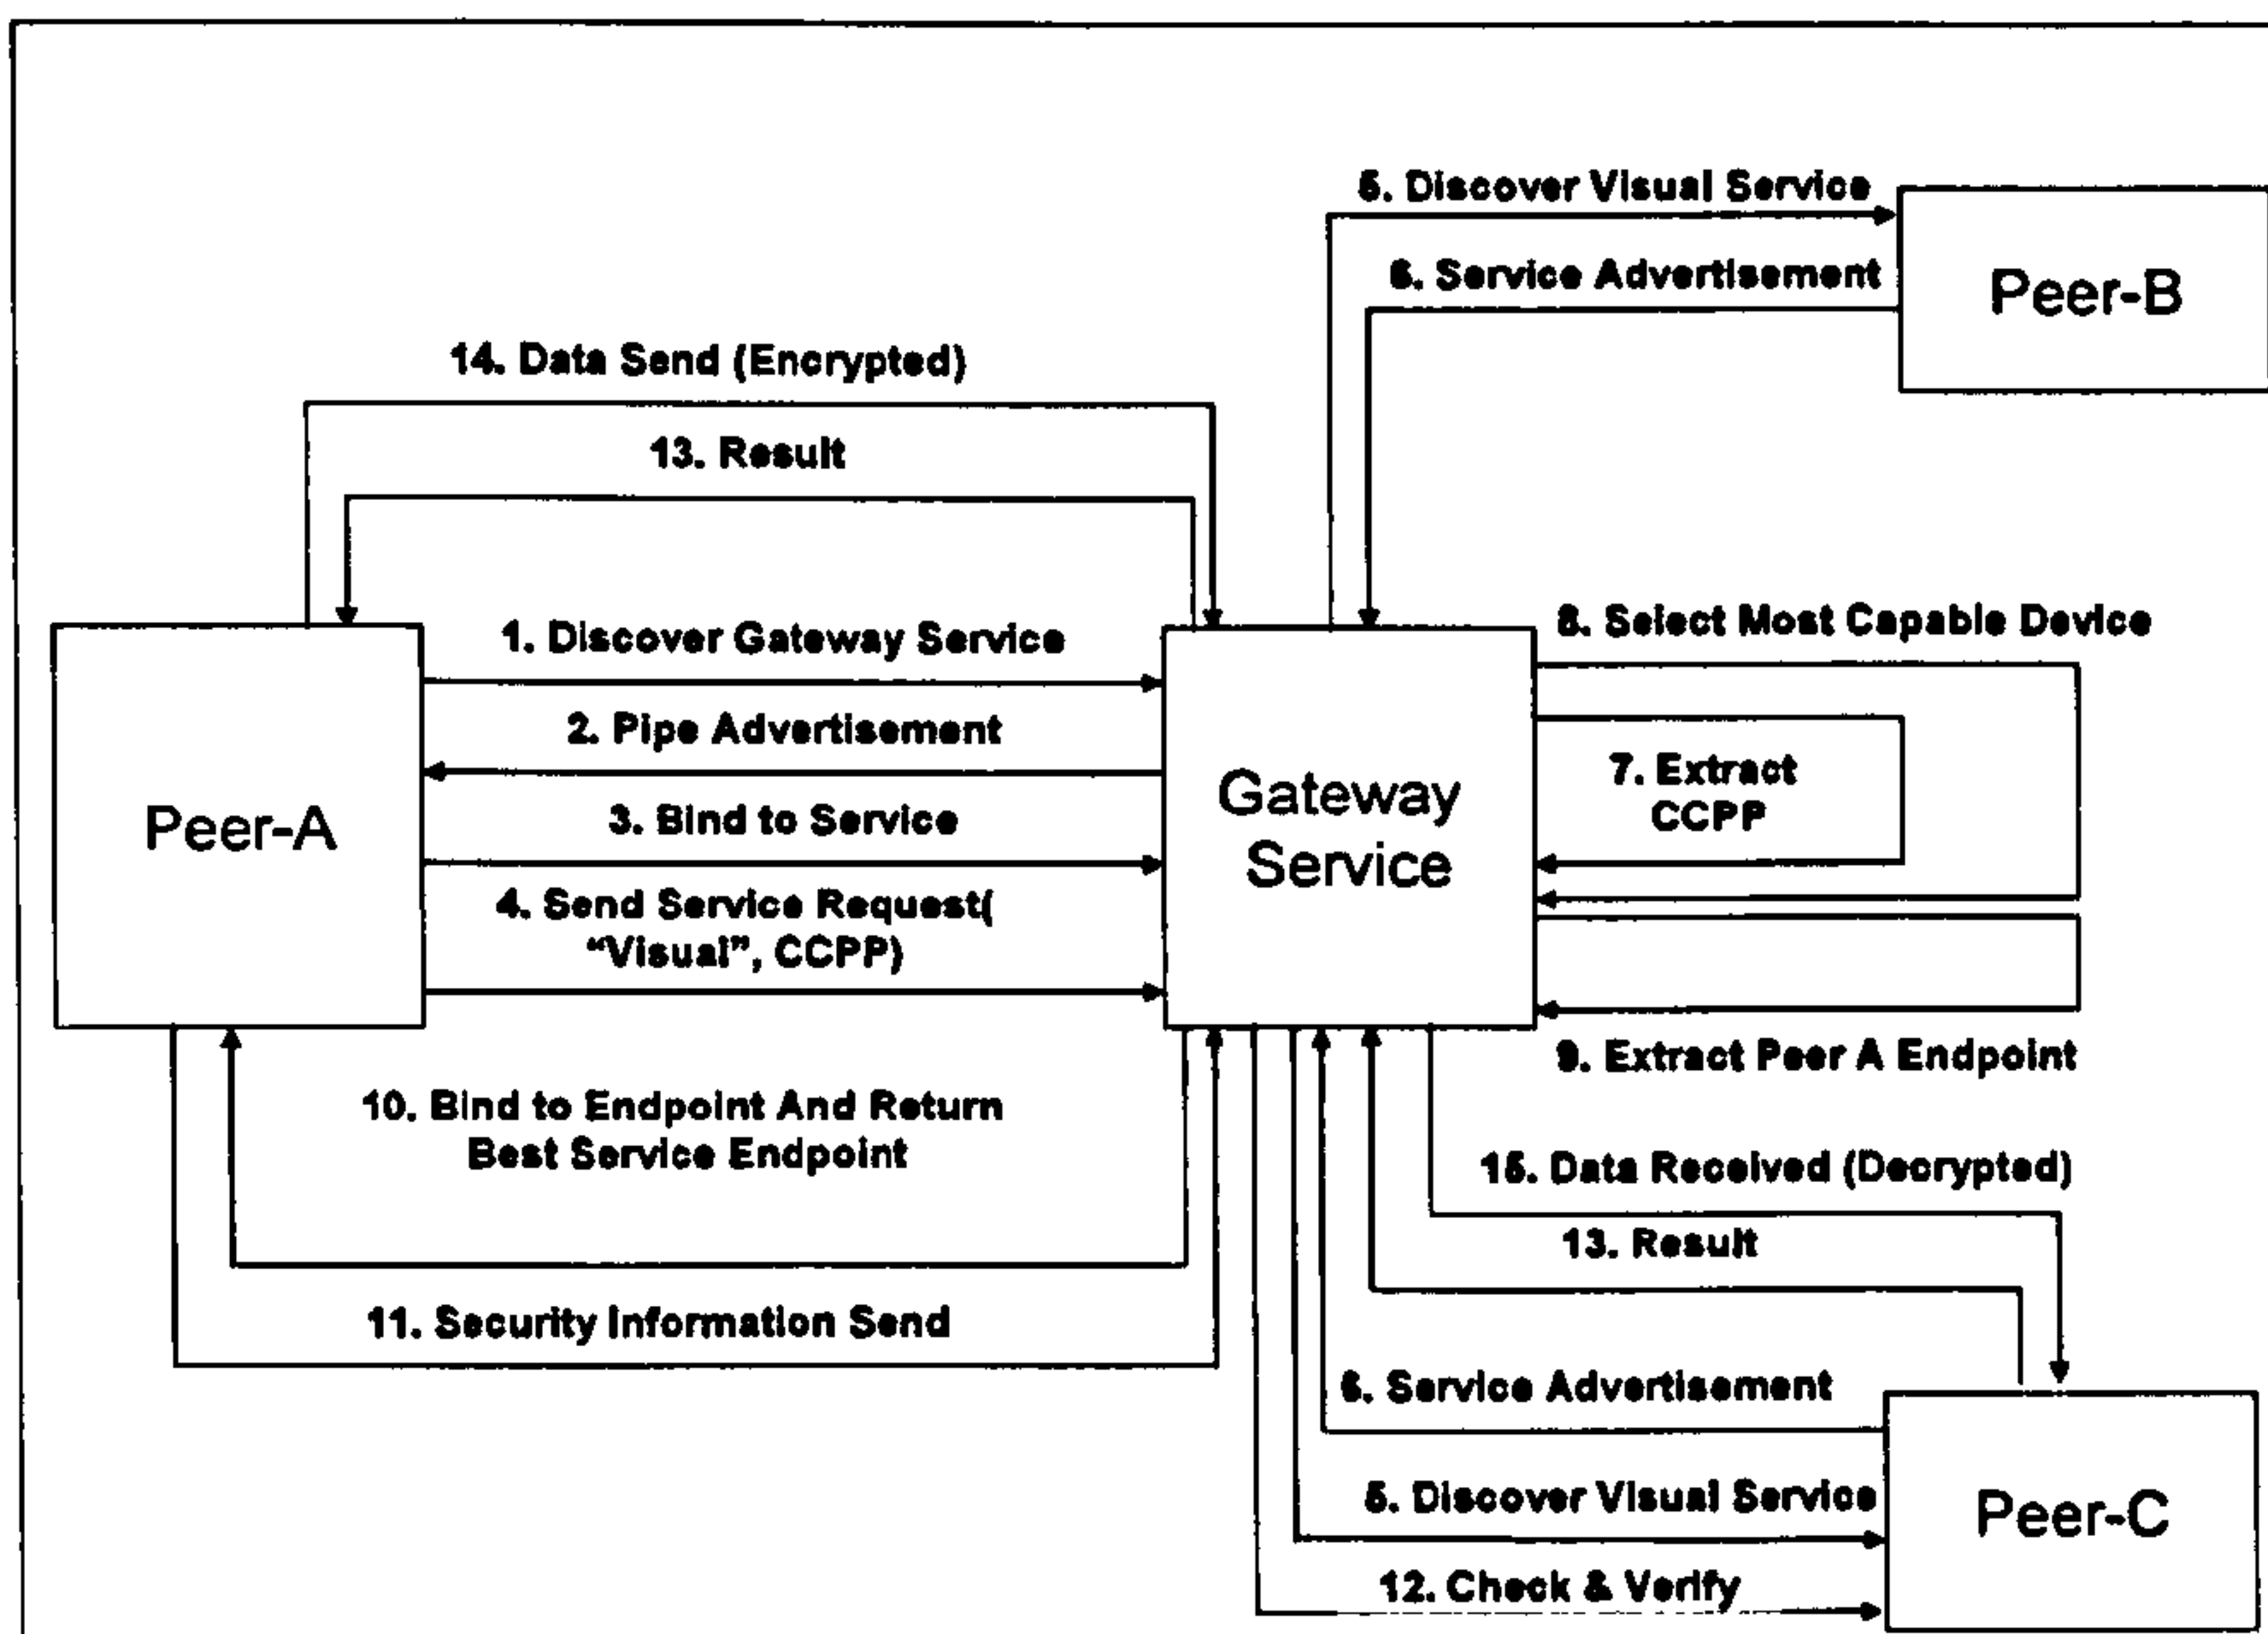 5. Discover Visual Service
6. Service Advertisement
Peer-B
14. Data Send (Encrypted)
13. Result
8. Select Most Capable Device
1. Discover Gateway Service
2. Pipe Advertisement
7. Extract
CCPP
Peer-A
Gateway
Service
3. Bind to Service
4. Send Service Request(
“Visual”, CCPP)
9. Extract Peer A Endpoint
10. Bind to Endpoint And Return
Best Service Endpoint
15. Data Received (Decrypted)
13. Result
11. Security Information Send
6. Service Advertisement
5. Discover Visual Service
Peer-C
12. Check & Verify